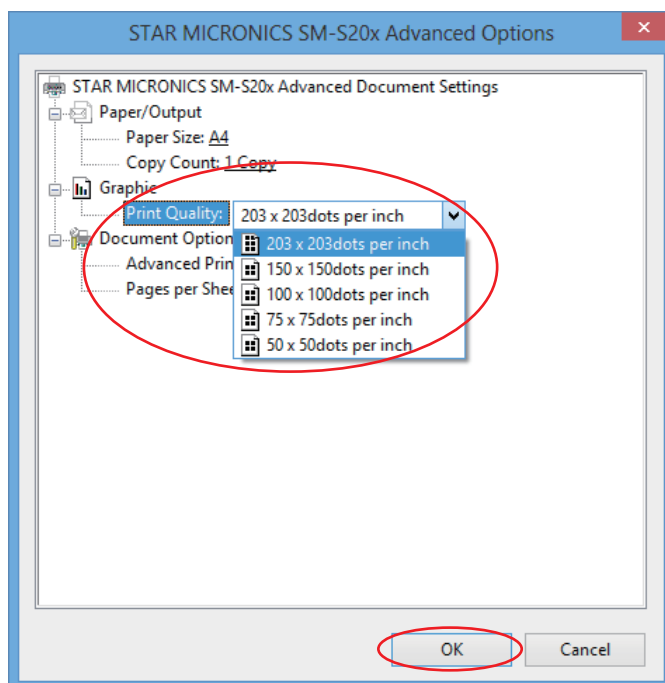 STAR MICRONICS SM-S20x Advanced Options
STAR MICRONICS SM-S20x Advanced Document Settings
Paper/Output
Paper Size: A4
Copy Count: 1 Copy
Graphic
Print Quality: 203 x 203dots per inch
Document Option
203 x 203dots per inch
Advanced Prin
150 x 150dots per inch
Pages per Shee
100 x 100dots per inch
75 x 75dots per inch
50 x 50dots per inch
OK
Cancel